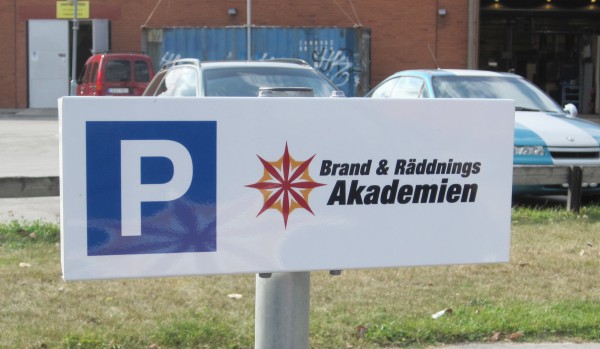 P
Brand & Räddnings
Akademien